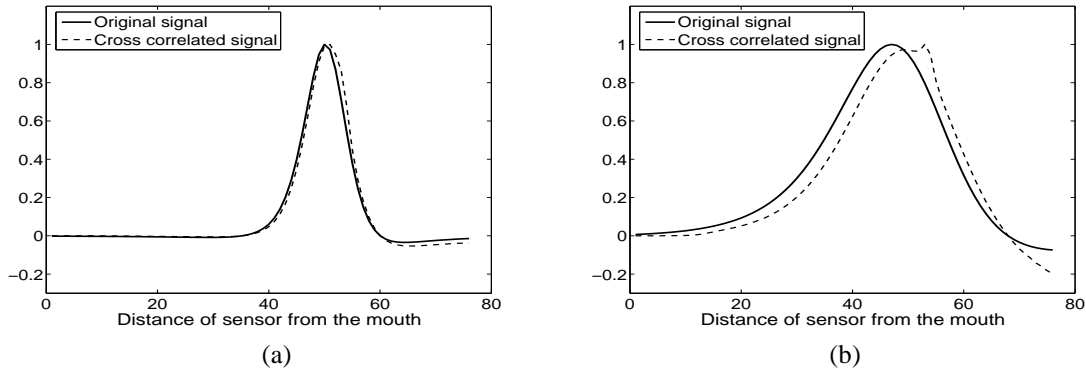 Original signal
Cross correlated signal
1
0.8
0.6
0.4
0.2
0
−0.2
0 20 40 60 80
Distance of sensor from the mouth
(a)
Original signal
Cross correlated signal
1
0.8
0.6
0.4
0.2
0
−0.2
0 20 40 60 80
Distance of sensor from the mouth
(b)